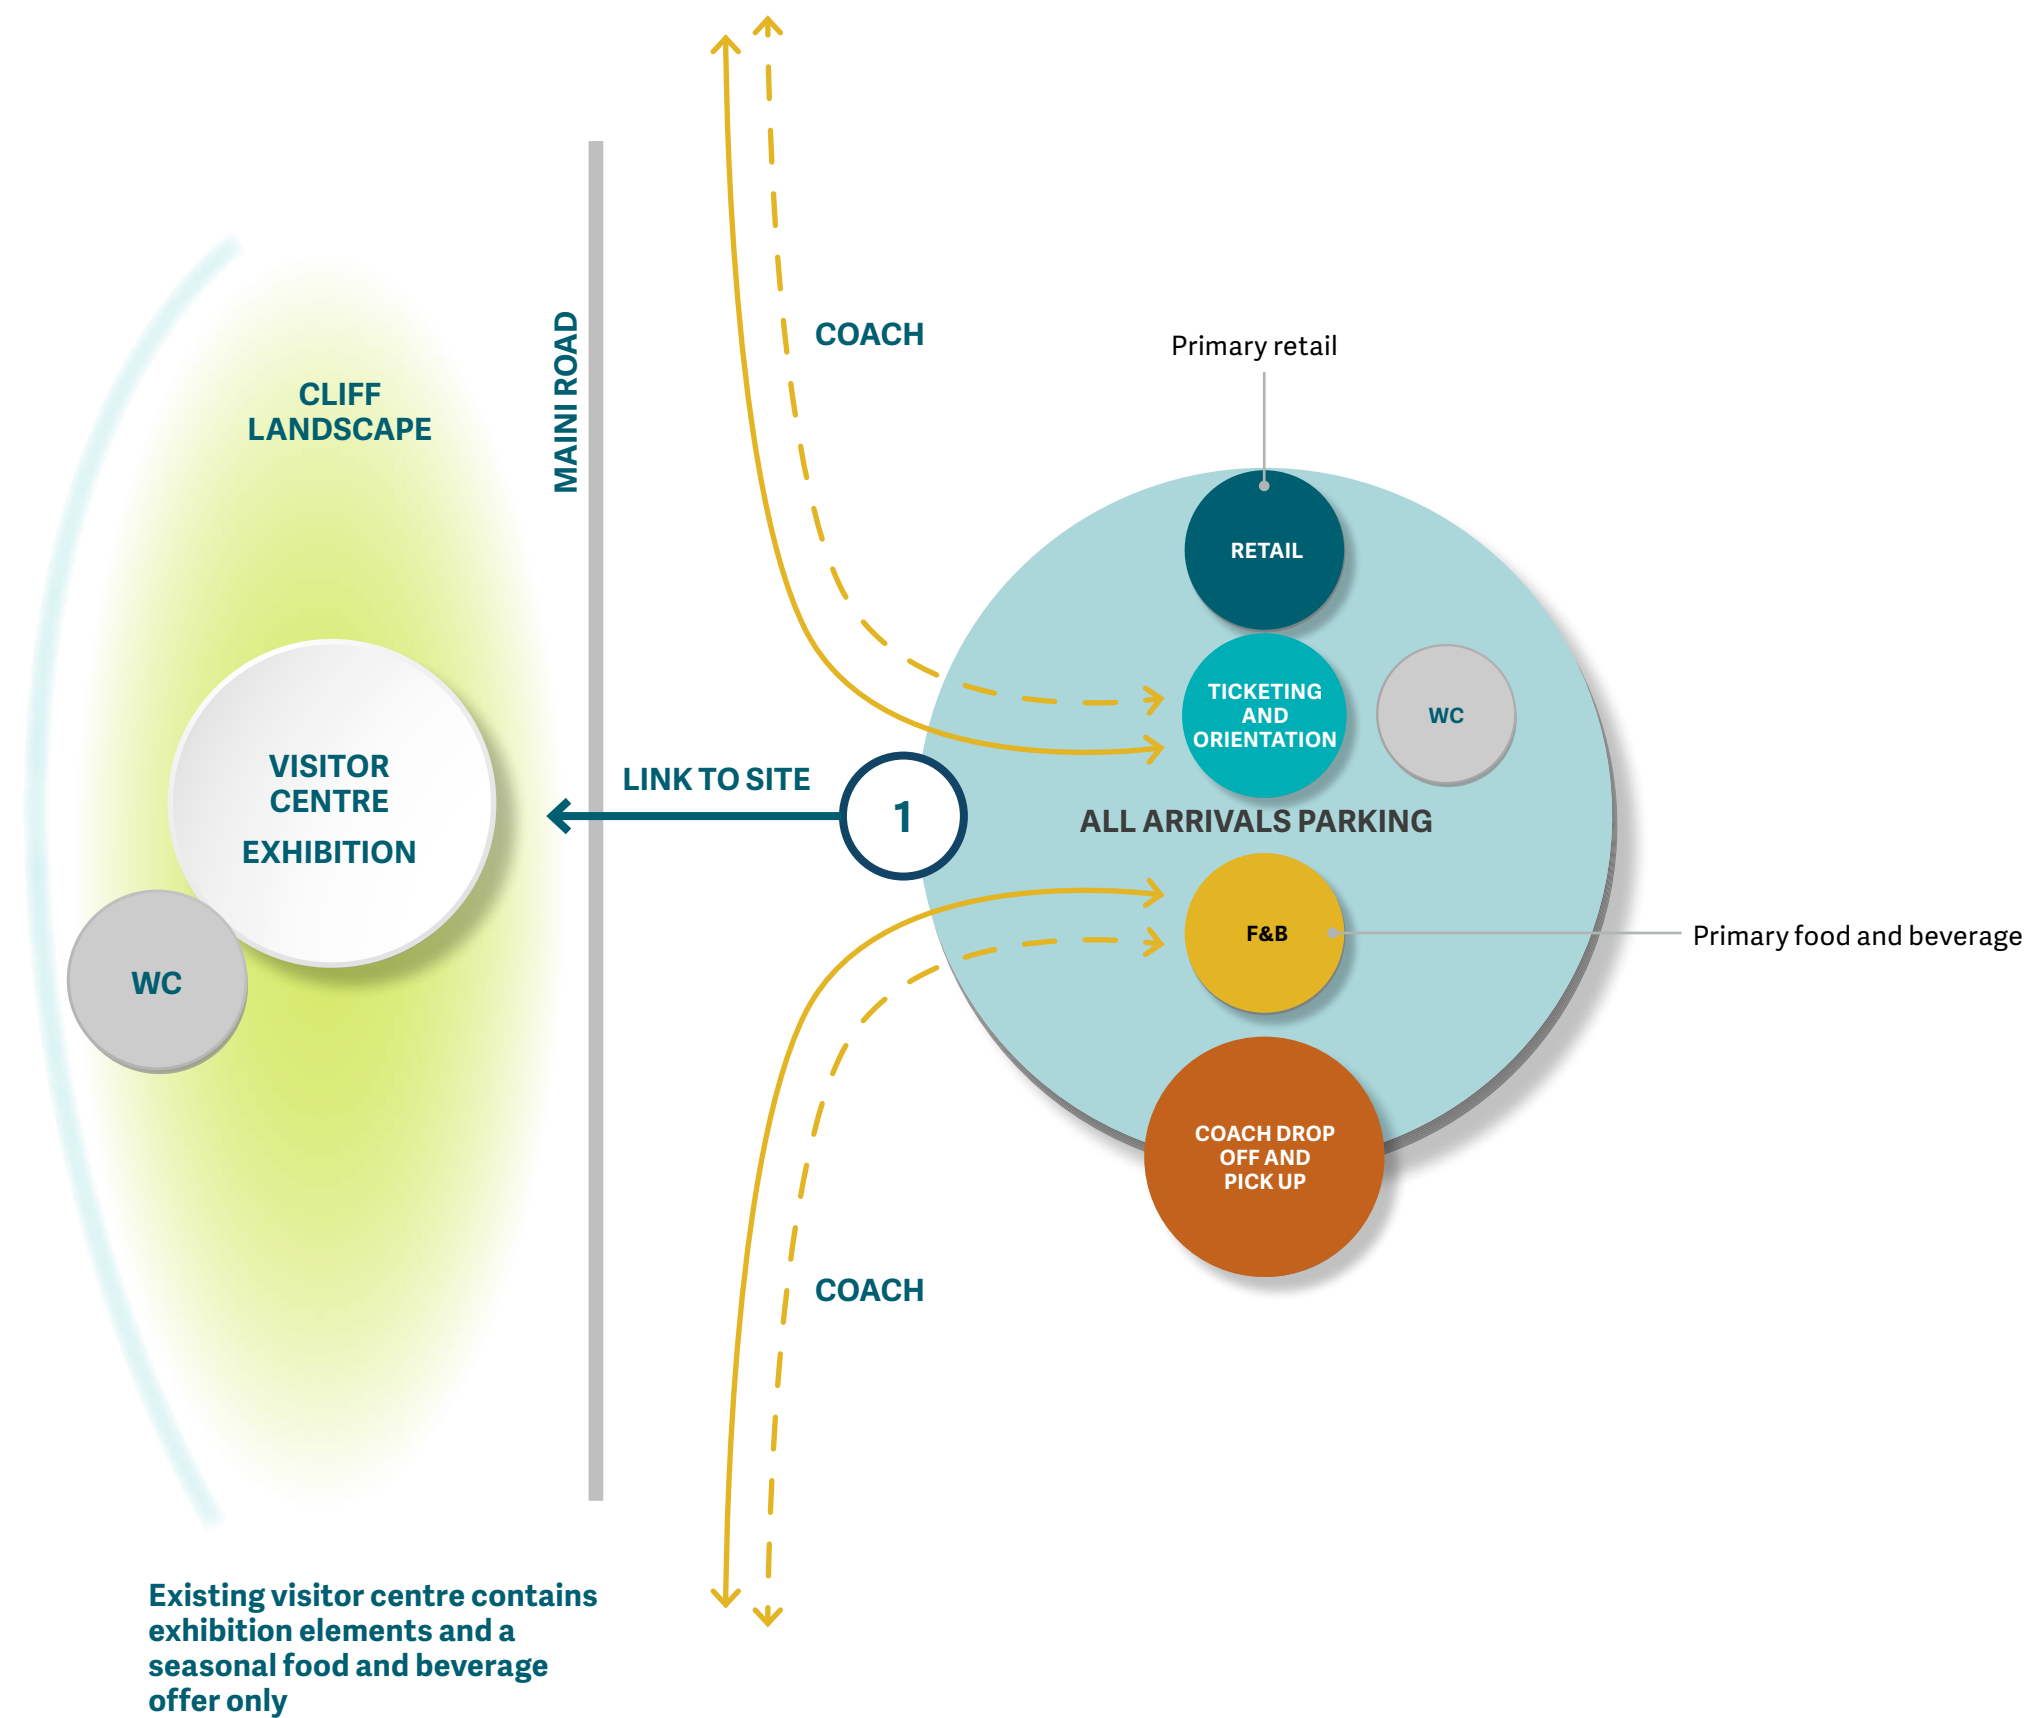 COACH
MAINI ROAD
Primary retail
CLIFF
LANDSCAPE
RETAIL
TICKETING
AND
ORIENTATION
WC
VISITOR
CENTRE
EXHIBITION
LINK TO SITE
1
ALL ARRIVALS PARKING
F&B
Primary food and beverage
WC
COACH DROP
OFF AND
PICK UP
COACH
Existing visitor centre contains
exhibition elements and a
seasonal food and beverage
offer only